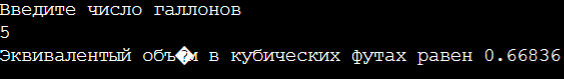 Введите число галлонов
5
Эквивалентый объ�м в кубических футах равен 0.66836